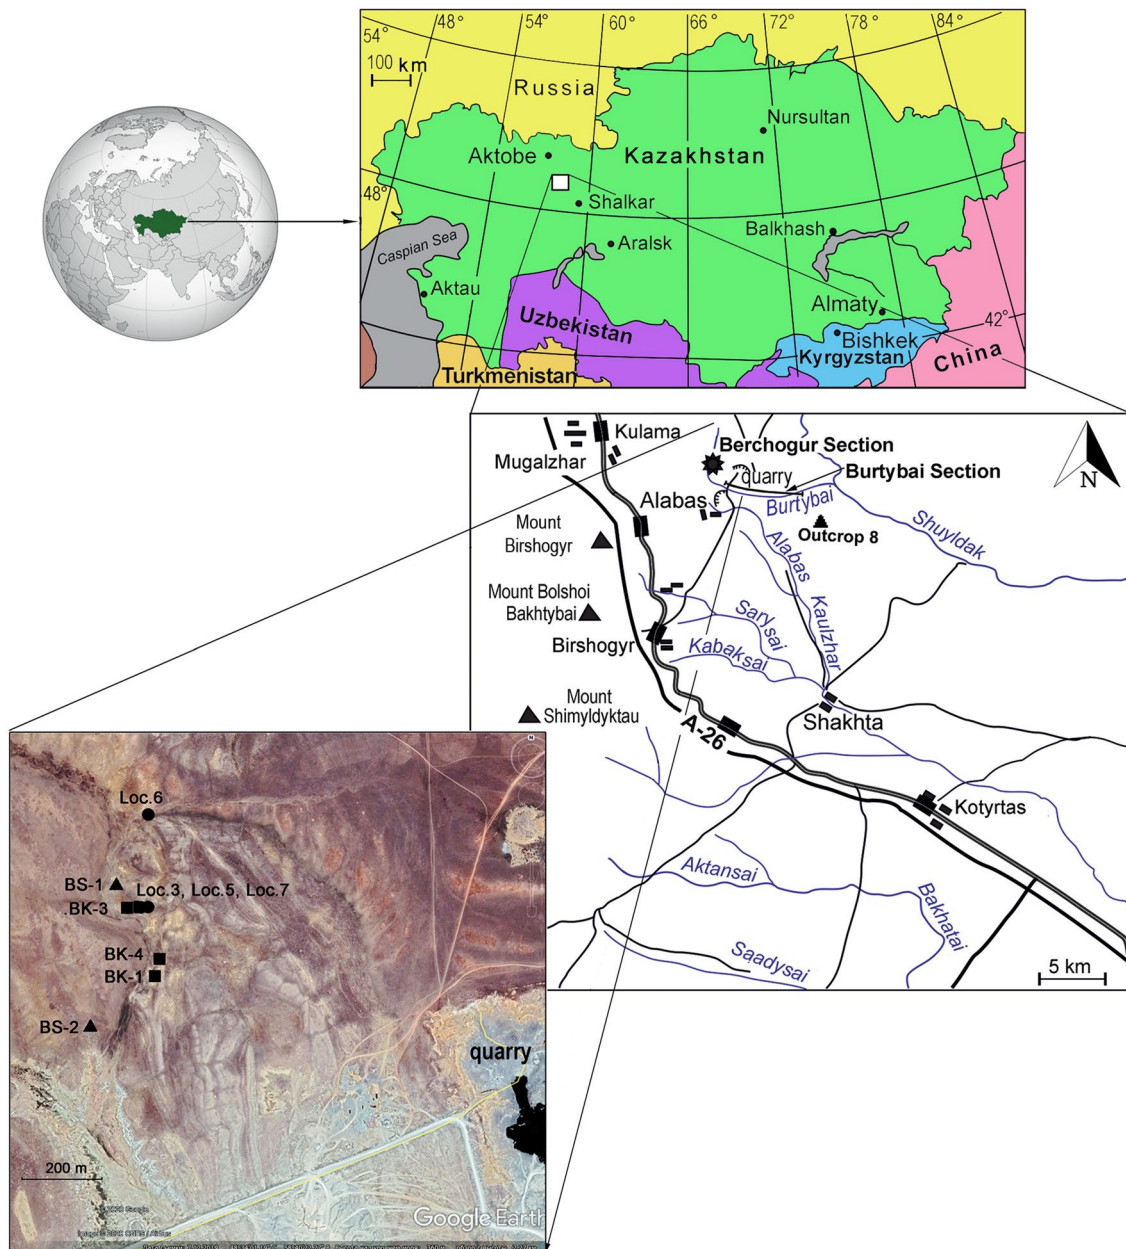 48°
54°
60°
66°
72°
78°
84°
54°
100 km
Russia
Nursultan
Aktobe
Kazakhstan
48°
Shalkar
Balkhash
Aralsk
Caspian Sea
Aktau
Almaty
Uzbekistan
42°
Bishkek
Kyrgyzstan
China
Turkmenistan
Kulama
Mugalzhar
Berchogur Section
quarry
Burtybai Section
N
Alabas
Burtybai
Mount
Birshogyr
Outcrop 8
Shuyldak
Alabas
Mount Bolshoi
Bakhtybai
Sarysai
Kaulzhar
Birshogyr
Kabaksai
Mount
Shimyldyktau
Shakhta
A-26
Kotyrtas
Aktansai
Bakhatai
Saadysai
5 km
N
Loc.6
BS-1
Loc.3, Loc.5, Loc.7
.BK-3
BK-4
BK-1
BS-2
quarry
200 m
Google Earth